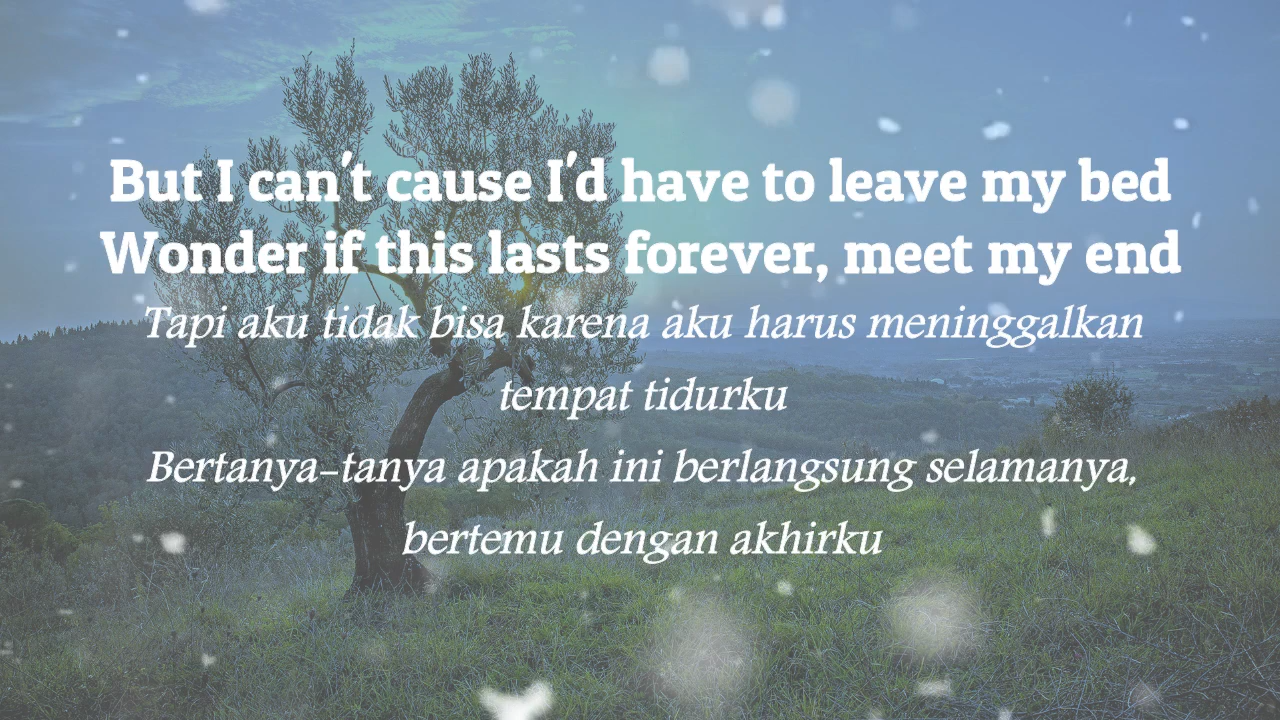 But I can't cause I'd have to leave my bed
Wonder if this lasts forever, meet my end
Tapi aku tidak bisa karena aku harus meninggalkan
tempat tidurku
Bertanya-tanya apakah ini berlangsung selamanya,
bertemu dengan akhirku